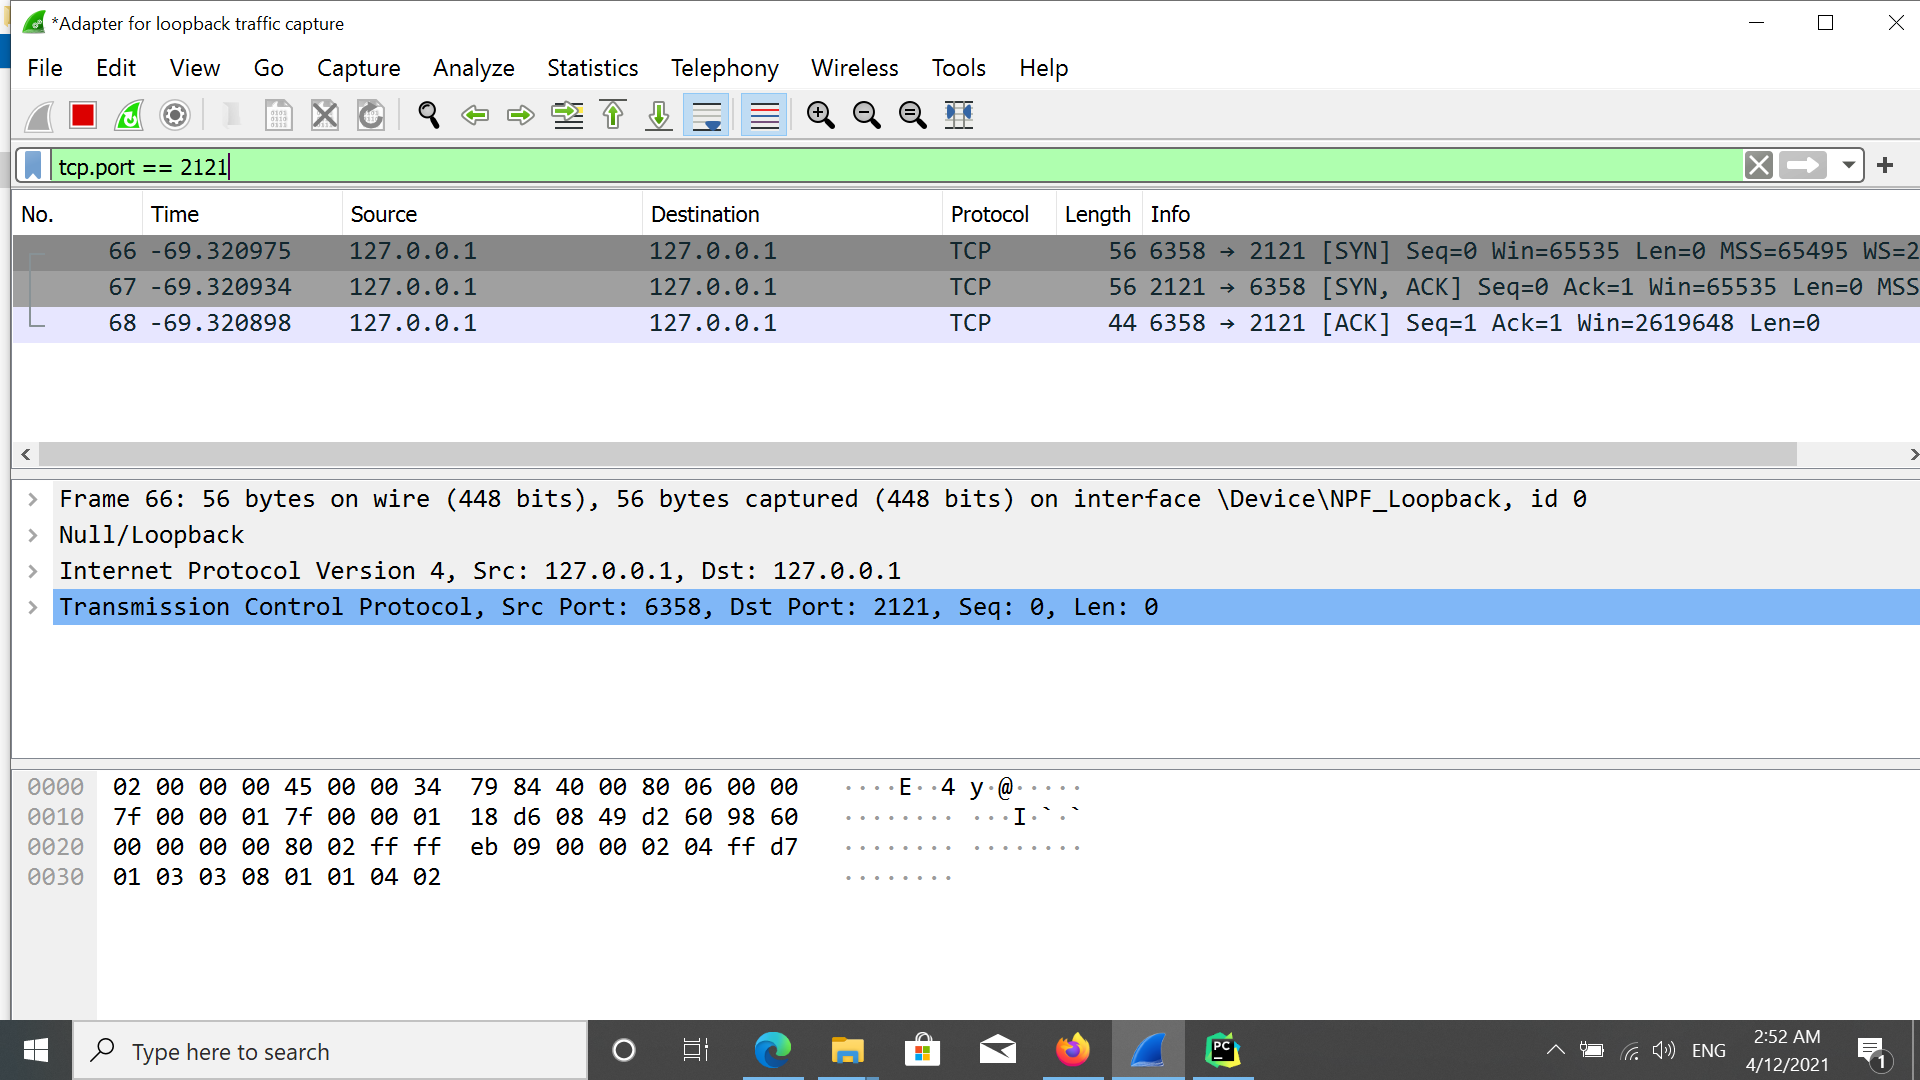 *Adapter for loopback traffic capture
File Edit View Go Capture Analyze Statistics Telephony Wireless Tools Help
tcp.port == 2121
No. Time Source Destination Protocol Length Info
66 -69.320975 127.0.0.1 127.0.0.1 TCP 56 6358 → 2121 [SYN] Seq=0 Win=65535 Len=0 MSS=65495 WS=2
67 -69.320934 127.0.0.1 127.0.0.1 TCP 56 2121 → 6358 [SYN, ACK] Seq=0 Ack=1 Win=65535 Len=0 MSS
68 -69.320898 127.0.0.1 127.0.0.1 TCP 44 6358 → 2121 [ACK] Seq=1 Ack=1 Win=2619648 Len=0
Frame 66: 56 bytes on wire (448 bits), 56 bytes captured (448 bits) on interface \Device\NPF_Loopback, id 0
Null/Loopback
Internet Protocol Version 4, Src: 127.0.0.1, Dst: 127.0.0.1
Transmission Control Protocol, Src Port: 6358, Dst Port: 2121, Seq: 0, Len: 0
0000 02 00 00 00 45 00 00 34 79 84 40 00 80 06 00 00 ····E··4 y·@·····
0010 7f 00 00 01 7f 00 00 01 18 d6 08 49 d2 60 98 60 ········ ···I·`·`
0020 00 00 00 00 80 02 ff ff eb 09 00 00 02 04 ff d7 ········ ········
0030 01 03 03 08 01 01 04 02 ········
Type here to search
PC
ENG
2:52 AM
4/12/2021
1